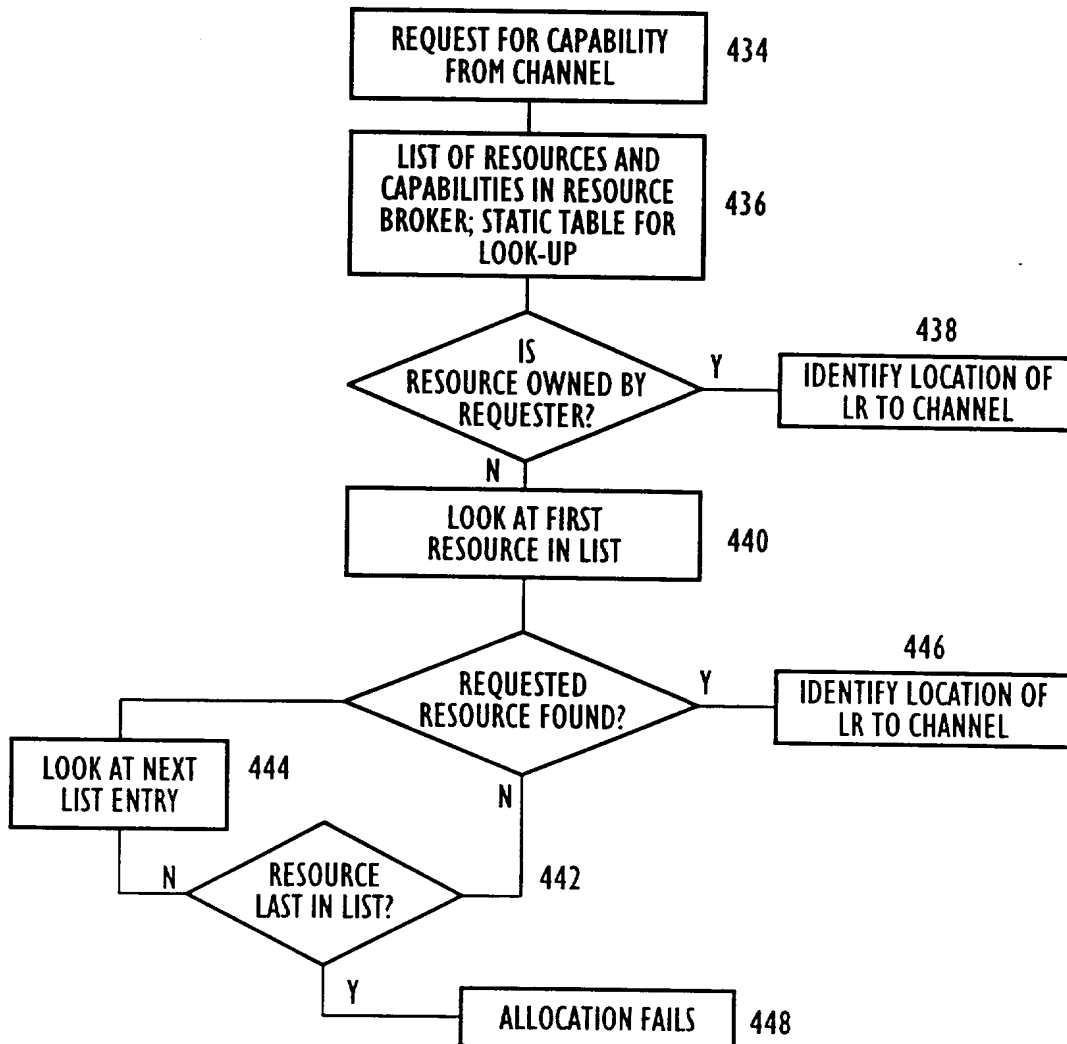 REQUEST FOR CAPABILITY
FROM CHANNEL
434
LIST OF RESOURCES AND
CAPABILITIES IN RESOURCE
BROKER; STATIC TABLE FOR
LOOK-UP
436
IS
RESOURCE OWNED BY
REQUESTER?
Y
438
IDENTIFY LOCATION OF
LR TO CHANNEL
N
LOOK AT FIRST
RESOURCE IN LIST
440
REQUESTED
RESOURCE FOUND?
Y
446
IDENTIFY LOCATION OF
LR TO CHANNEL
LOOK AT NEXT
LIST ENTRY
444
N
N
RESOURCE
LAST IN LIST?
442
Y
ALLOCATION FAILS
448